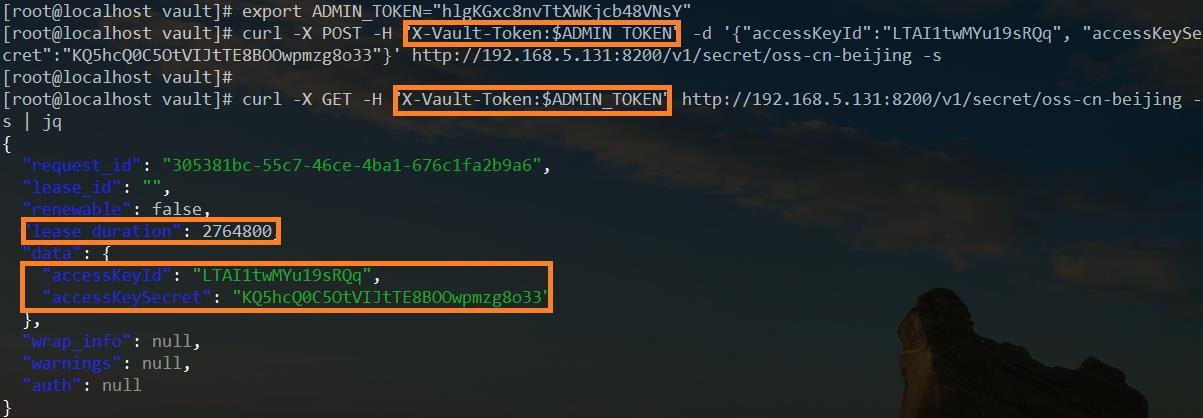 [root@localhost vault]# export ADMIN_TOKEN="hlgKGxc8nvTtXWKjcb48VNsY"
[root@localhost vault]# curl -X POST -H "X-Vault-Token:$ADMIN_TOKEN" -d '{"accessKeyId":"LTAI1twMYu19sRQq", "accessKeySe
cret":"KQ5hcQ0C5OtVIJtTE8BOOwpmzg8o33"}' http://192.168.5.131:8200/v1/secret/oss-cn-beijing -s
[root@localhost vault]#
[root@localhost vault]# curl -X GET -H "X-Vault-Token:$ADMIN_TOKEN" http://192.168.5.131:8200/v1/secret/oss-cn-beijing -
s | jq
{
"request_id": "305381bc-55c7-46ce-4ba1-676c1fa2b9a6",
"lease_id": "",
"renewable": false,
"lease_duration": 2764800,
"data": {
"accessKeyId": "LTAI1twMYu19sRQq",
"accessKeySecret": "KQ5hcQ0C5OtVIJtTE8BOOwpmzg8o33"
},
"wrap_info": null,
"warnings": null,
"auth": null
}